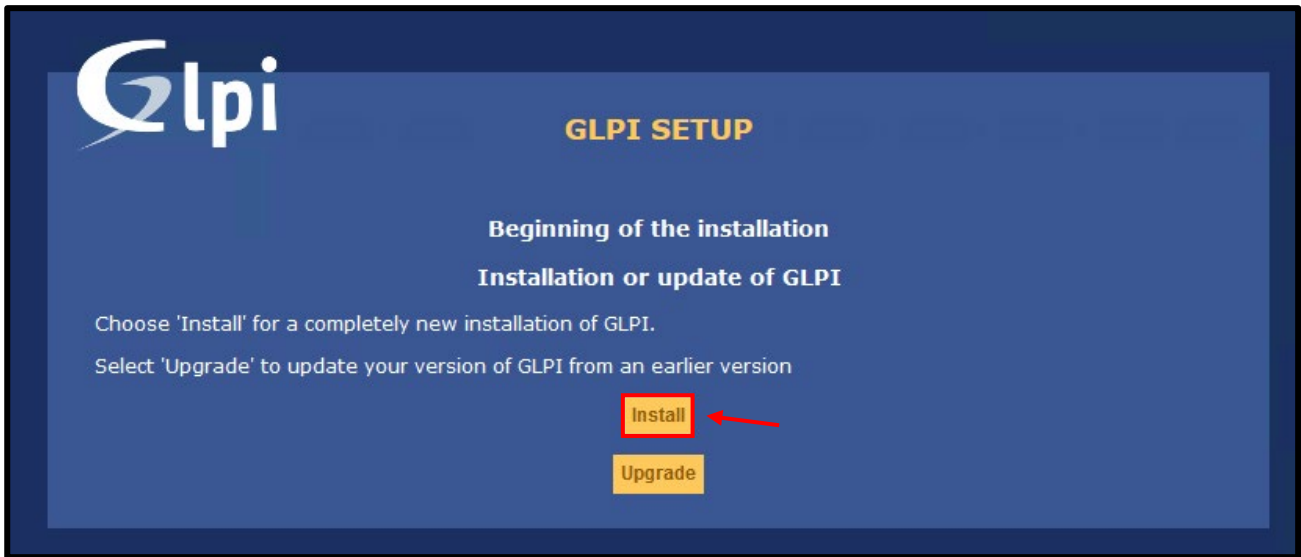 Glpi
GLPI SETUP
Beginning of the installation
Installation or update of GLPI
Choose 'Install' for a completely new installation of GLPI.
Select 'Upgrade' to update your version of GLPI from an earlier version
Install
Upgrade